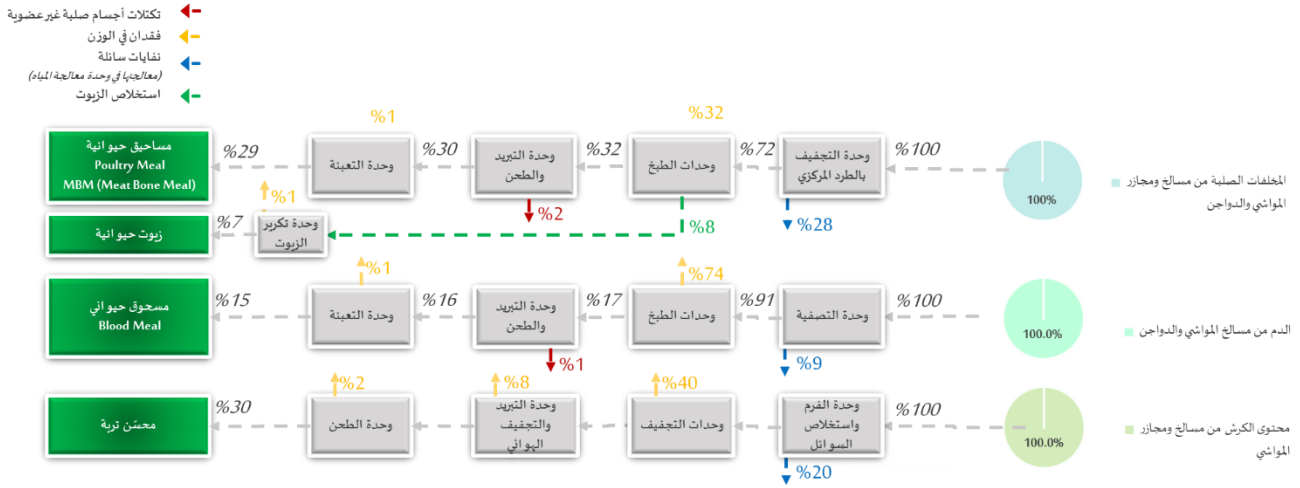 تكتلات أجسام صلبة غير عضوية
فقدان في الوزن
نفايات سائلة
(معالجتها في وحدة معالجة المياه)
استخلاص الزيوت
المخلفات الصلبة من مسالخ ومجازر
المواشي والدواجن
100%
%100
وحدة التجفيف
بالطرد المركزي
%28
%72
وحدات الطبخ
%32
%8
%32
وحدة التبريد
والطحن
%2
%30
وحدة التعبئة
%1
%29
مساحيق حيوانية
Poultry Meal
MBM (Meat Bone Meal)
وحدة تكرير
الزيوت
%1
%7
زيوت حيوانية
الدم من مسالخ المواشي والدواجن
100.0%
%100
وحدة التصفية
%9
%91
وحدات الطبخ
%74
%17
وحدة التبريد
والطحن
%1
%16
وحدة التعبئة
%1
%15
مسحوق حيواني
Blood Meal
محتوى الكرش من مسالخ ومجازر
المواشي
100.0%
%100
وحدة الفرم
واستخلاص
السوائل
%20
وحدات التجفيف
%40
وحدة التبريد
والتجفيف
الهوائي
%8
وحدة الطحن
%2
%30
محسّن تربة